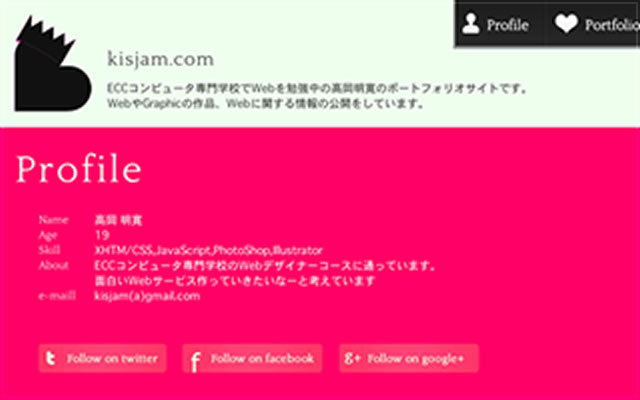 Profile
Portfolio
kisjam.com
ECCコンピュータ専門学校でWebを勉強中の高岡明寛のポートフォリオサイトです。
WebやGraphicの作品、Webに関する情報の公開をしています。
Profile
Name 高岡 明寛
Age 19
Skill XHTM/CSS,JavaScript,PhotoShop,Illustrator
About ECCコンピュータ専門学校のWebデザイナーコースに通っています。
面白いWebサービス作っていきたいなーと考えています
e-maill kisjam(a)gmail.com
Follow on twitter
Follow on facebook
g+ Follow on google+